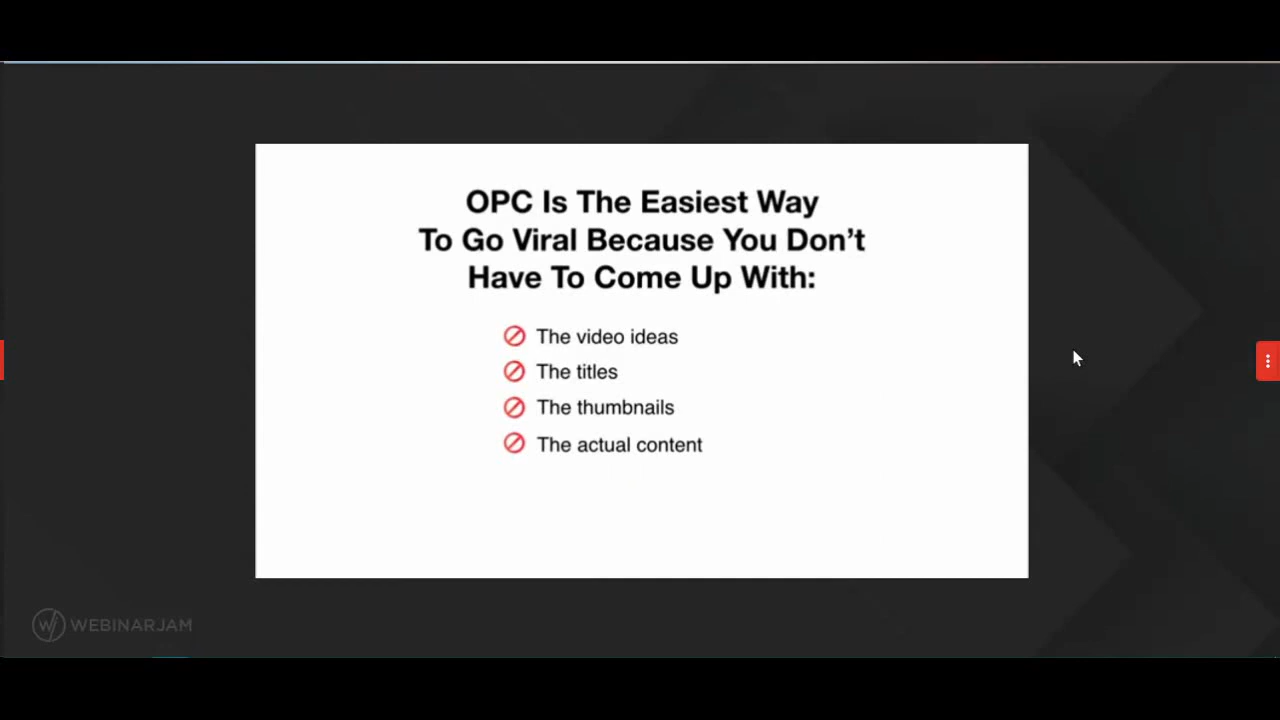 OPC Is The Easiest Way
To Go Viral Because You Don't
Have To Come Up With:
The video ideas
The titles
The thumbnails
The actual content
WEBINARJAM